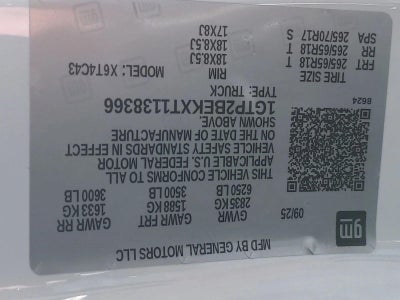 gm
MFD BY GENERAL MOTORS LLC
09/25 GVWR GAWR FRT GAWR RR
2835 KG 1588 KG 1633 KG
6250 LB 3500 LB 3600 LB
THIS VEHICLE CONFORMS TO ALL
APPLICABLE U.S. FEDERAL MOTOR
VEHICLE SAFETY STANDARDS IN EFFECT
ON THE DATE OF MANUFACTURE
SHOWN ABOVE.
1GTP2BEKXT1138366
TYPE: TRUCK MODEL: X6T4C43
8624
TIRE SIZE RIM
FRT 265/65R18 T 18X8.5J
RR 265/65R18 T 18X8.5J
SPA 265/70R17 S 17X8J
gm